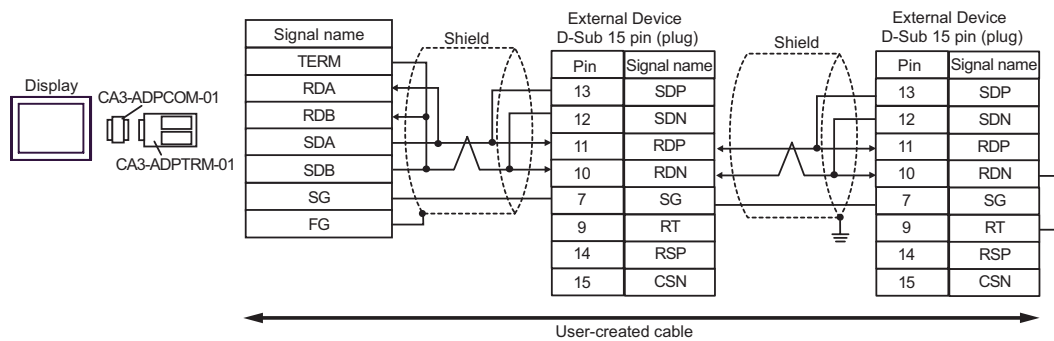 Display
CA3-ADPCOM-01
CA3-ADPTRM-01
Signal name
TERM
RDA
RDB
SDA
SDB
SG
FG
Shield
External Device
D-Sub 15 pin (plug)
Pin Signal name
13 SDP
12 SDN
11 RDP
10 RDN
7 SG
9 RT
14 RSP
15 CSN
Shield
External Device
D-Sub 15 pin (plug)
Pin Signal name
13 SDP
12 SDN
11 RDP
10 RDN
7 SG
9 RT
14 RSP
15 CSN
User-created cable